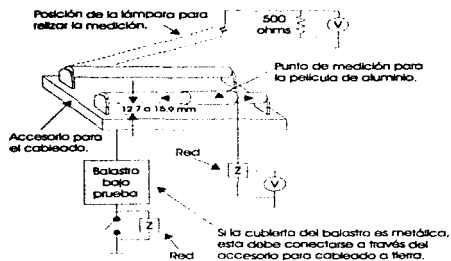 Posición de la lámpara para
relizar la medición.
500
ohms
V
Punto de medición para
la película de aluminio.
12.7 a 15.9 mm
Accesorio para
el cableado.
Red
Z
V
Balastro
bajo
prueba
Z
Red
Si la cubierta del balastro es metálica,
esta debe conectarse a través del
accesorio para cableado a tierra.